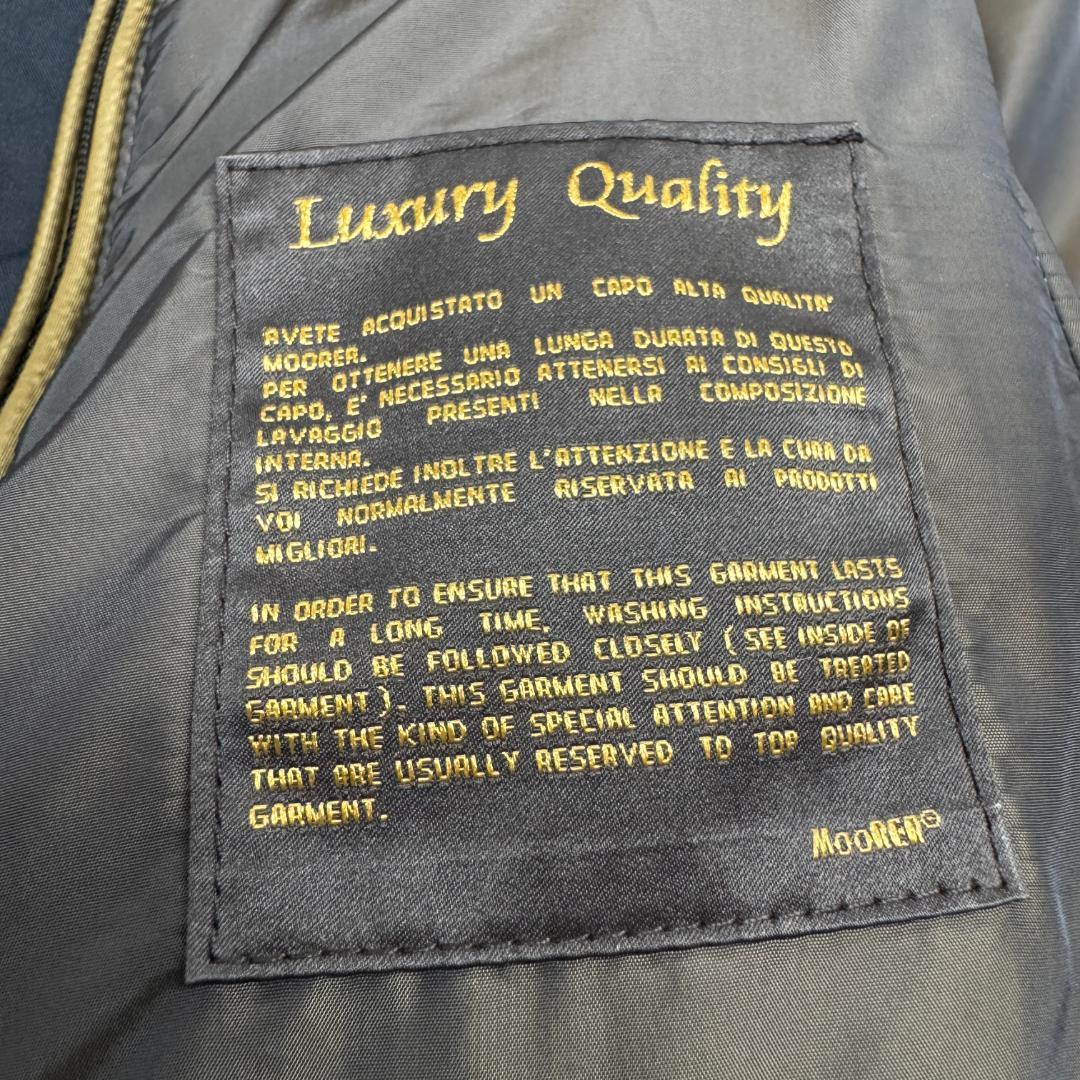 Luxury Quality
AVETE ACQUISTATO UN CAPO ALTA QUALITA'
MOORER.
PER OTTENERE UNA LUNGA DURATA DI QUESTO
CAPO, E' NECESSARIO ATTENERSI AI CONSIGLI DI
LAVAGGIO PRESENTI NELLA COMPOSIZIONE
INTERNA.
SI RICHIEDE INOLTRE L'ATTENZIONE E LA CURA DA
VOI NORMALMENTE RISERVATA AI PRODOTTI
MIGLIORI.
IN ORDER TO ENSURE THAT THIS GARMENT LASTS
FOR A LONG TIME, WASHING INSTRUCTIONS
SHOULD BE FOLLOWED CLOSELY (SEE INSIDE OF
GARMENT). THIS GARMENT SHOULD BE TREATED
WITH THE KIND OF SPECIAL ATTENTION AND CARE
THAT ARE USUALLY RESERVED TO TOP QUALITY
GARMENT.
MOORER®